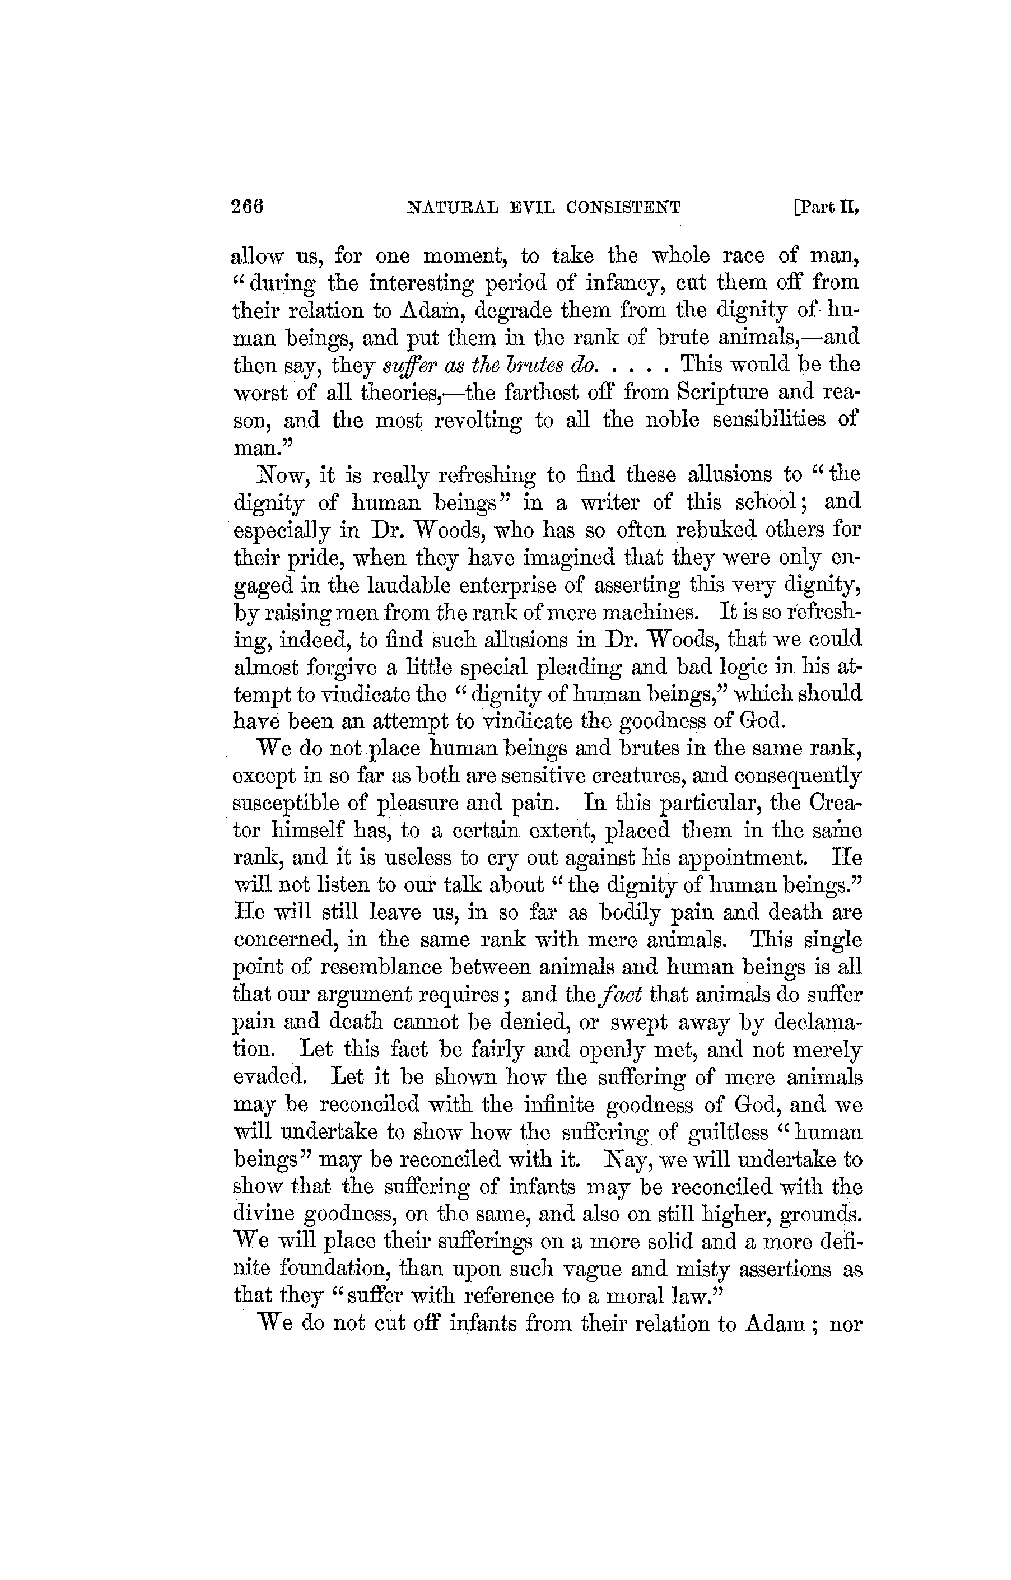 266 NATURAL EVIL CONSISTENT [Part II,
allow us, for one moment, to take the whole race of man,
“during the interesting period of infancy, cut them off from
their relation to Adam, degrade them from the dignity of hu-
man beings, and put them in the rank of brute animals,—and
then say, they suffer as the brutes do. . . . . . This would be the
worst of all theories,—the farthest off from Scripture and rea-
son, and the most revolting to all the noble sensibilities of
man.”
Now, it is really refreshing to find these allusions to “the
dignity of human beings” in a writer of this school; and
especially in Dr. Woods, who has so often rebuked others for
their pride, when they have imagined that they were only en-
gaged in the laudable enterprise of asserting this very dignity,
by raising men from the rank of mere machines. It is so refresh-
ing, indeed, to find such allusions in Dr. Woods, that we could
almost forgive a little special pleading and bad logic in his at-
tempt to vindicate the “dignity of human beings,” which should
have been an attempt to vindicate the goodness of God.
We do not place human beings and brutes in the same rank,
except in so far as both are sensitive creatures, and consequently
susceptible of pleasure and pain. In this particular, the Crea-
tor himself has, to a certain extent, placed them in the same
rank, and it is useless to cry out against his appointment. He
will not listen to our talk about “the dignity of human beings.”
He will still leave us, in so far as bodily pain and death are
concerned, in the same rank with mere animals. This single
point of resemblance between animals and human beings is all
that our argument requires; and the fact that animals do suffer
pain and death cannot be denied, or swept away by declama-
tion. Let this fact be fairly and openly met, and not merely
evaded. Let it be shown how the suffering of mere animals
may be reconciled with the infinite goodness of God, and we
will undertake to show how the suffering of guiltless “human
beings” may be reconciled with it. Nay, we will undertake to
show that the suffering of infants may be reconciled with the
divine goodness, on the same, and also on still higher, grounds.
We will place their sufferings on a more solid and a more defi-
nite foundation, than upon such vague and misty assertions as
that they “suffer with reference to a moral law.”
We do not cut off infants from their relation to Adam; nor